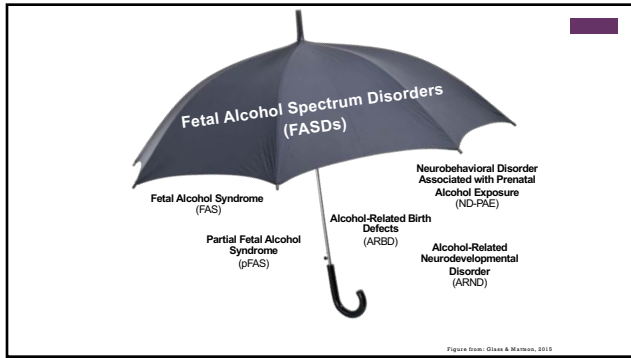 Fetal Alcohol Spectrum Disorders
(FASDs)
Fetal Alcohol Syndrome
(FAS)
Partial Fetal Alcohol
Syndrome
(pFAS)
Alcohol-Related Birth
Defects
(ARBD)
Neurobehavioral Disorder
Associated with Prenatal
Alcohol Exposure
(ND-PAE)
Alcohol-Related
Neurodevelopmental
Disorder
(ARND)
Figure from: Glass & Mattson, 2015